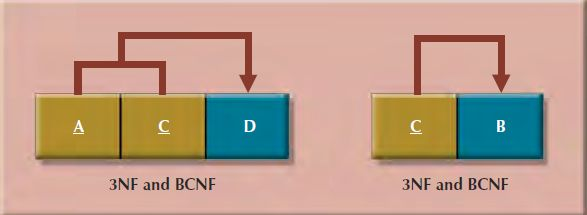 A C D C B
3NF and BCNF 3NF and BCNF